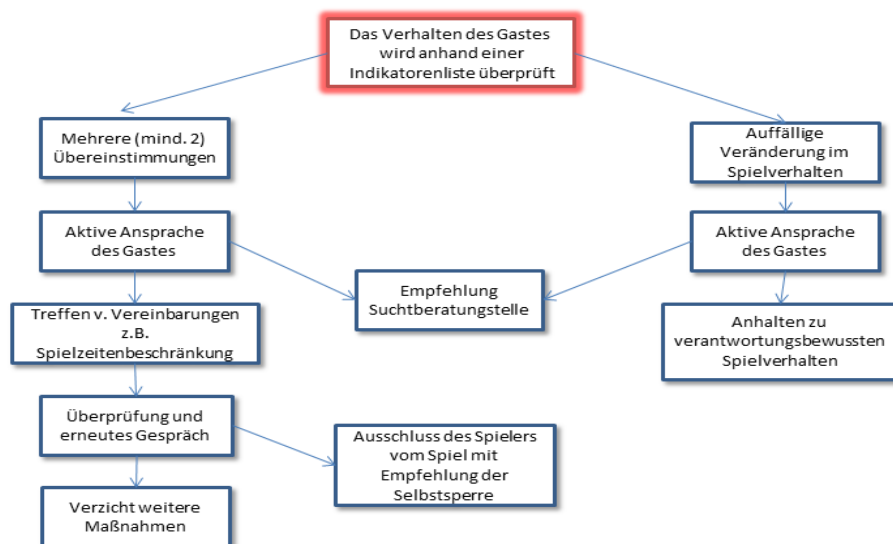 Das Verhalten des Gastes
wird anhand einer
Indikatorenliste überprüft
Mehrere (mind. 2)
Übereinstimmungen
Auffällige
Veränderung im
Spielverhalten
Aktive Ansprache
des Gastes
Aktive Ansprache
des Gastes
Empfehlung
Suchtberatungstelle
Treffen v. Vereinbarungen
z.B.
Spielzeitenbeschränkung
Anhalten zu
verantwortungsbewussten
Spielverhalten
Überprüfung und
erneutes Gespräch
Ausschluss des Spielers
vom Spiel mit
Empfehlung der
Selbstsperre
Verzicht weitere
Maßnahmen